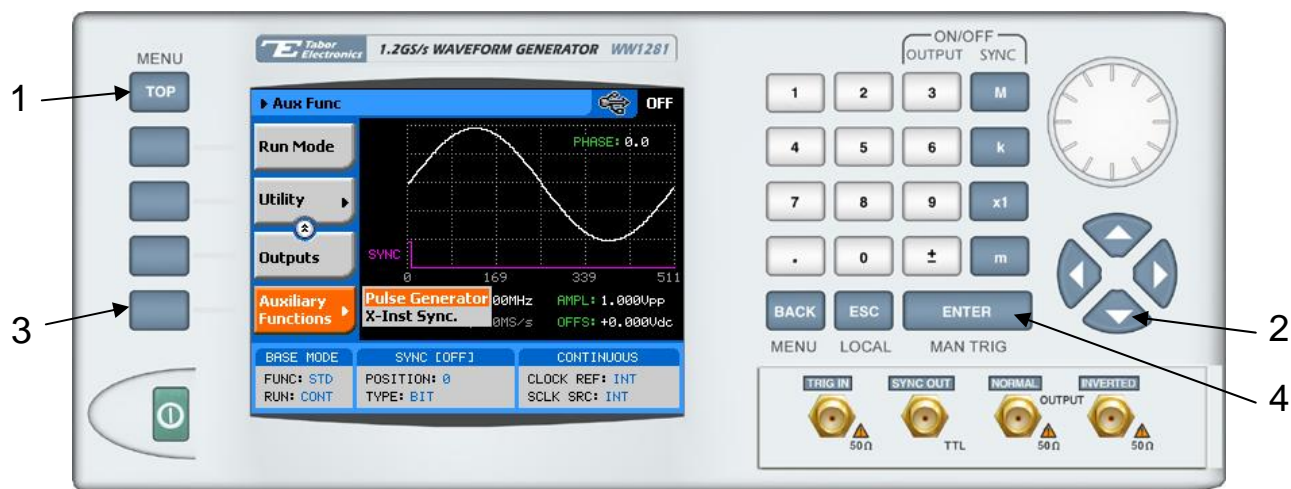 MENU
TOP
1
3
Tabor Electronics
1.2GS/s WAVEFORM GENERATOR WW1281
▸ Aux Func
OFF
Run Mode
Utility
Outputs
Auxiliary Functions
PHASE: 0.0
SYNC
0 169 339 511
Pulse Generator
X-Inst Sync.
00MHz
0MS/s
AMPL: 1.000Vpp
OFFS: +0.000Vdc
BASE MODE
FUNC: STD
RUN: CONT
SYNC [OFF]
POSITION: 0
TYPE: BIT
CONTINUOUS
CLOCK REF: INT
SCLK SRC: INT
ON/OFF
OUTPUT SYNC
1 2 3 M
4 5 6 k
7 8 9 x1
. 0 ± m
BACK ESC ENTER
MENU LOCAL MAN TRIG
2
4
TRIG IN
SYNC OUT
NORMAL
INVERTED
OUTPUT
50Ω
TTL
50Ω
50Ω